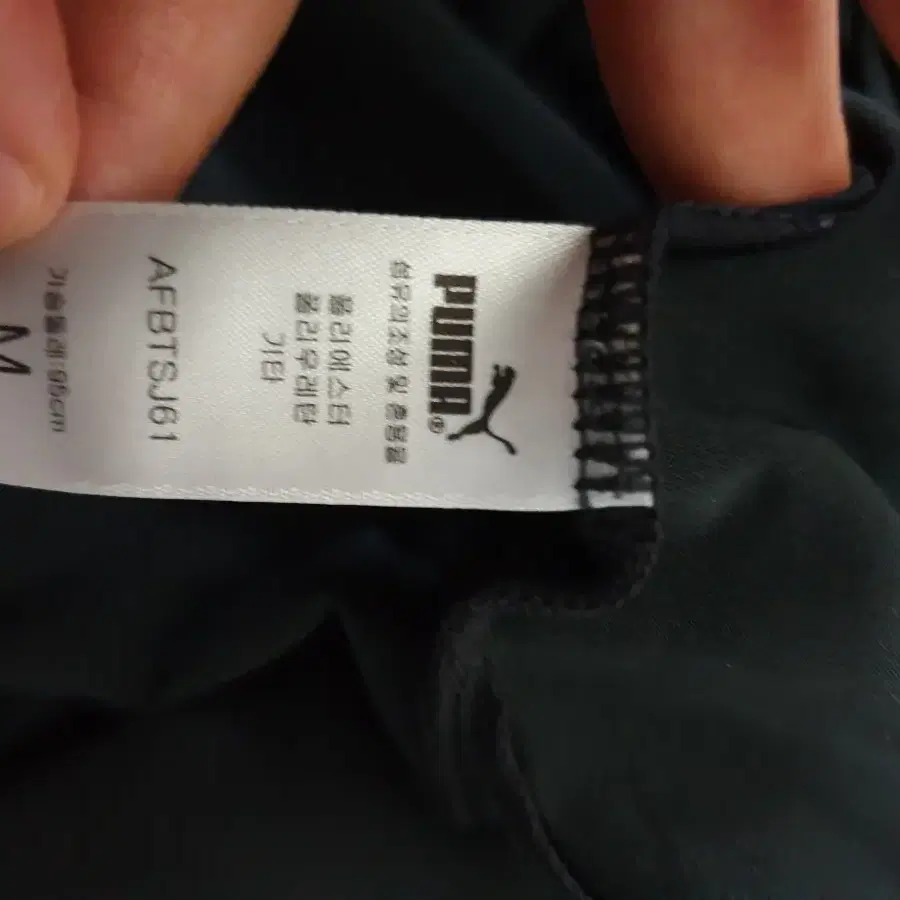 PUMA®
섬유의조성 및 혼용율
폴리에스터
폴리우레탄
기타
AFBTSJ61
가슴둘레:95cm
M